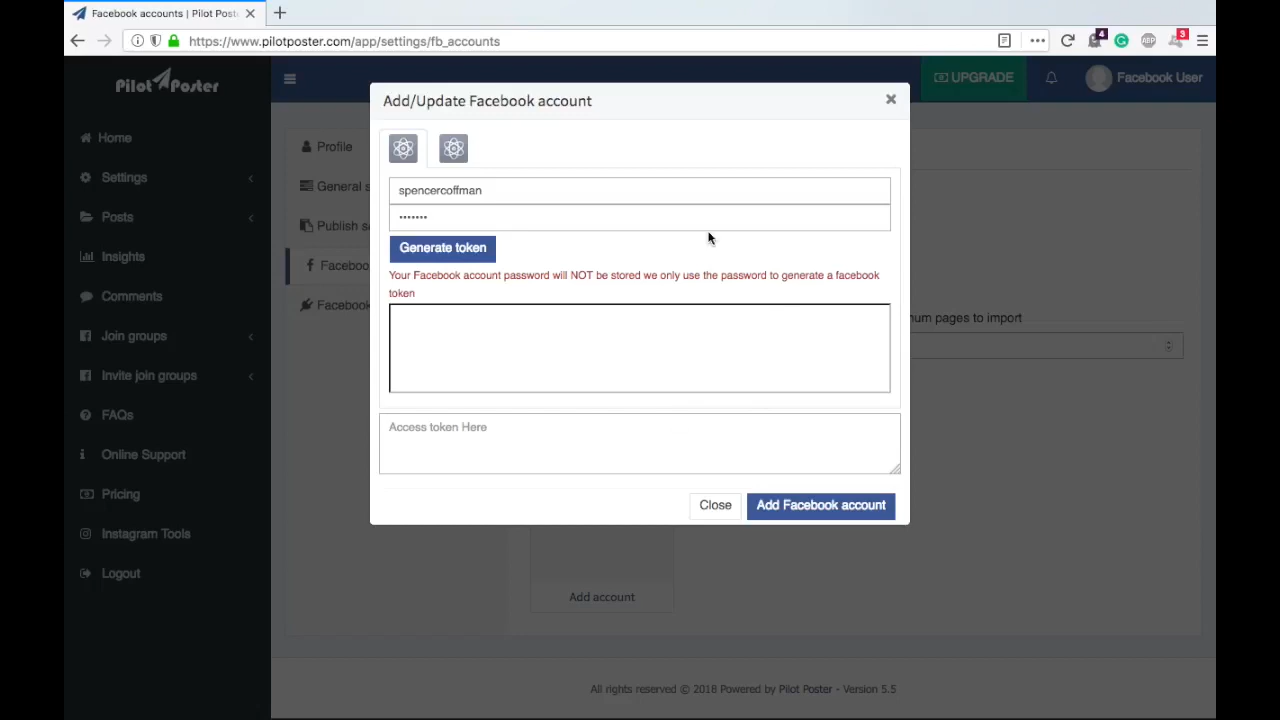 Facebook accounts | Pilot Poste
https://www.pilotposter.com/app/settings/fb_accounts
4
ABP
3
Pilot Poster
UPGRADE
Facebook User
Home
Settings
Posts
Insights
Comments
Join groups
Invite join groups
FAQs
Online Support
Pricing
Instagram Tools
Logout
Profile
General s
Publish se
Faceboo
Facebook
Add/Update Facebook account
spencercoffman
•••••••
Generate token
Your Facebook account password will NOT be stored we only use the password to generate a facebook
token
Access token Here
Close
Add Facebook account
num pages to import
Add account
All rights reserved © 2018 Powered by Pilot Poster - Version 5.5